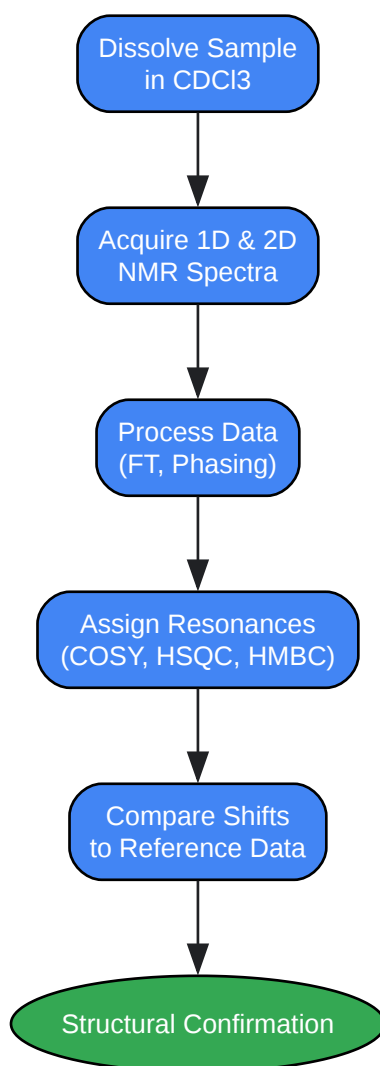 Dissolve Sample
in CDCl3
Acquire 1D & 2D
NMR Spectra
Process Data
(FT, Phasing)
Assign Resonances
(COSY, HSQC, HMBC)
Compare Shifts
to Reference Data
Structural Confirmation